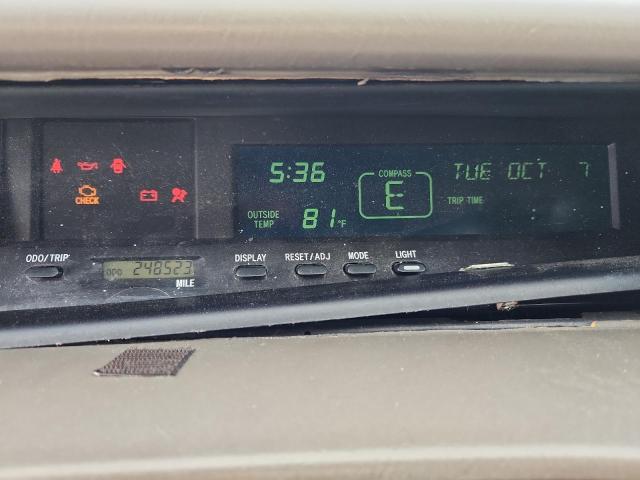 5:36
COMPASS
E
TUE OCT 7
TRIP TIME
OUTSIDE
TEMP
81°F
CHECK
ODO/TRIP
ODO 248523
MILE
DISPLAY
RESET/ADJ
MODE
LIGHT